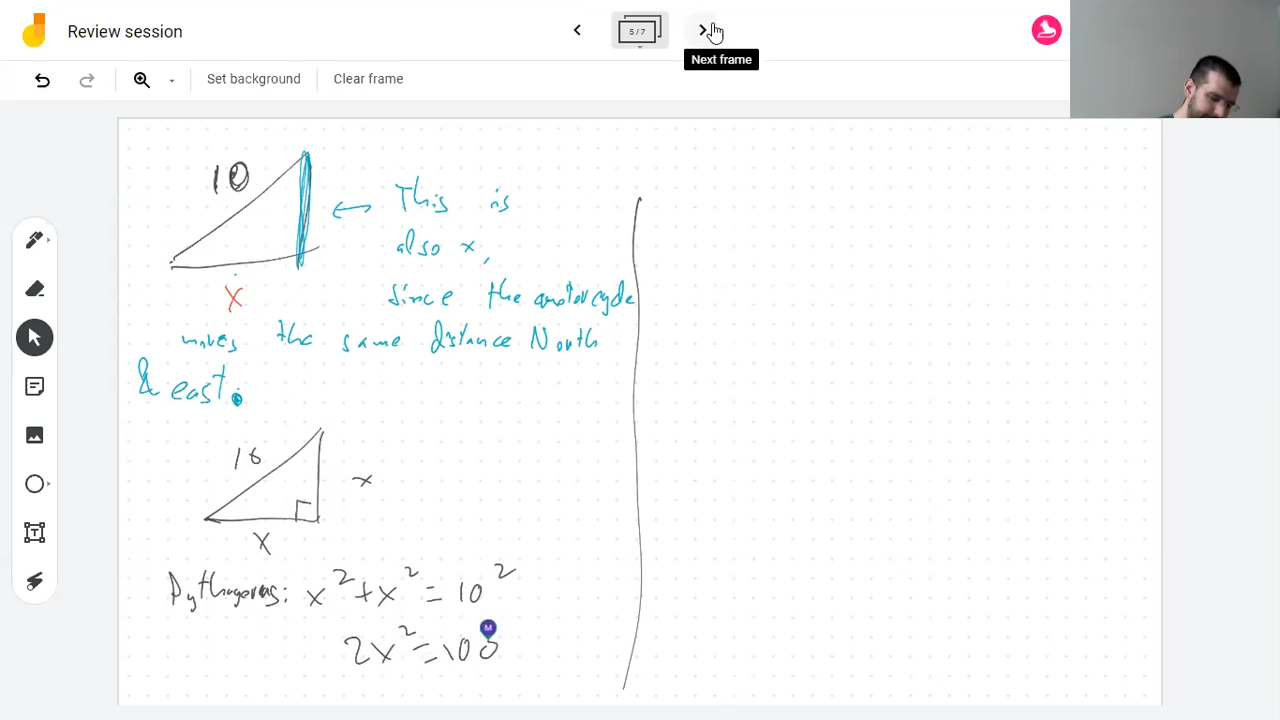 Review session
5/7
Next frame
Set background
Clear frame
10
This is
also x,
x
since the motorcycle
moves the same distance North
& east.
10
x
x
Pythagoras: x² + x² = 10²
M
2x² = 100